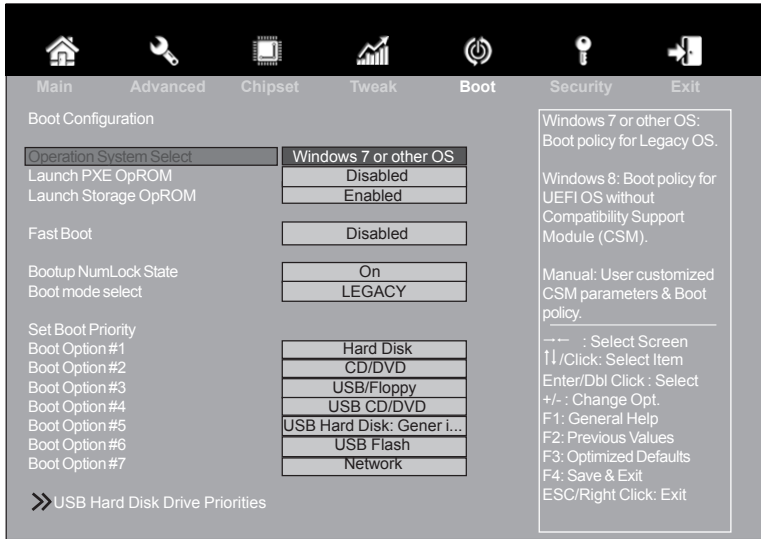 Main Advanced Chipset Tweak Boot Security Exit
Boot Configuration
Operation System Select Windows 7 or other OS
Launch PXE OpROM Disabled
Launch Storage OpROM Enabled
Fast Boot Disabled
Bootup NumLock State On
Boot mode select LEGACY
Set Boot Priority
Boot Option #1 Hard Disk
Boot Option #2 CD/DVD
Boot Option #3 USB/Floppy
Boot Option #4 USB CD/DVD
Boot Option #5 USB Hard Disk: Gener i...
Boot Option #6 USB Flash
Boot Option #7 Network
USB Hard Disk Drive Priorities
Windows 7 or other OS:
Boot policy for Legacy OS.
Windows 8: Boot policy for
UEFI OS without
Compatibility Support
Module (CSM).
Manual: User customized
CSM parameters & Boot
policy.
→← : Select Screen
↑↓/Click: Select Item
Enter/Dbl Click : Select
+/- : Change Opt.
F1: General Help
F2: Previous Values
F3: Optimized Defaults
F4: Save & Exit
ESC/Right Click: Exit